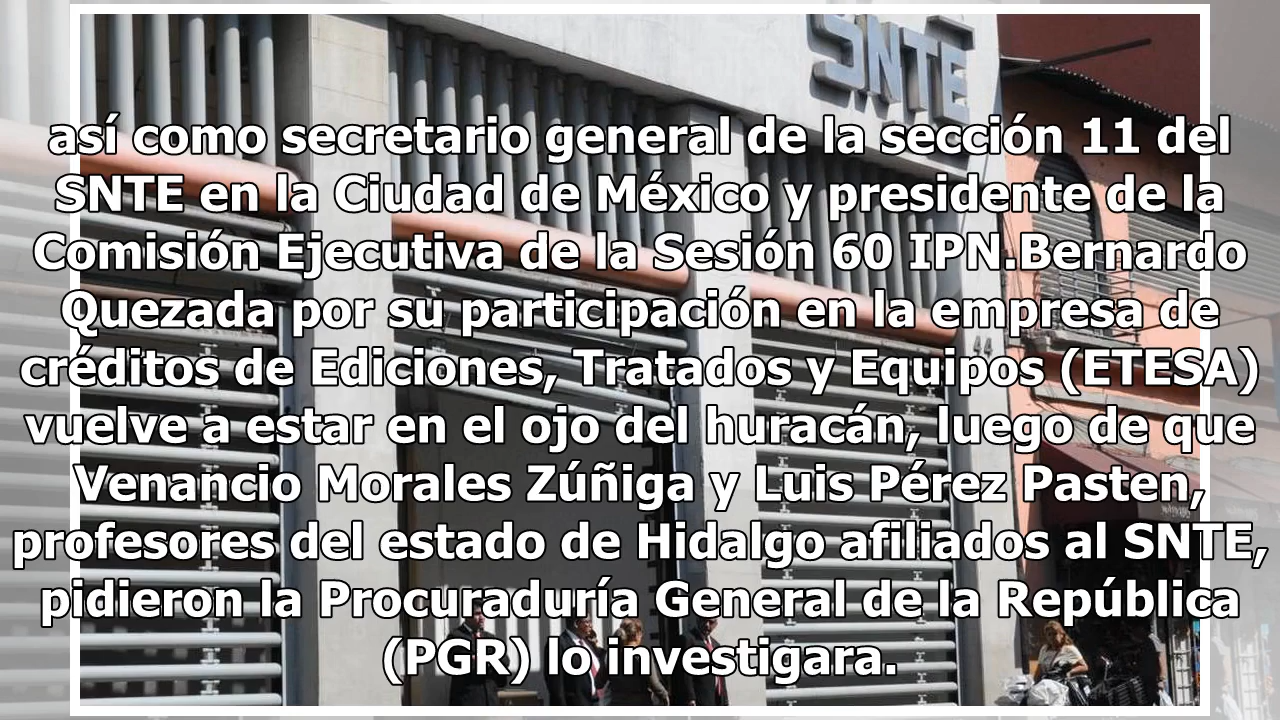 SNTE
así como secretario general de la sección 11 del
SNTE en la Ciudad de México y presidente de la
Comisión Ejecutiva de la Sesión 60 IPN.Bernardo
Quezada por su participación en la empresa de
créditos de Ediciones, Tratados y Equipos (ETESA)
vuelve a estar en el ojo del huracán, luego de que
Venancio Morales Zúñiga y Luis Pérez Pasten,
profesores del estado de Hidalgo afiliados al SNTE,
pidieron la Procuraduría General de la República
(PGR) lo investigara.
44